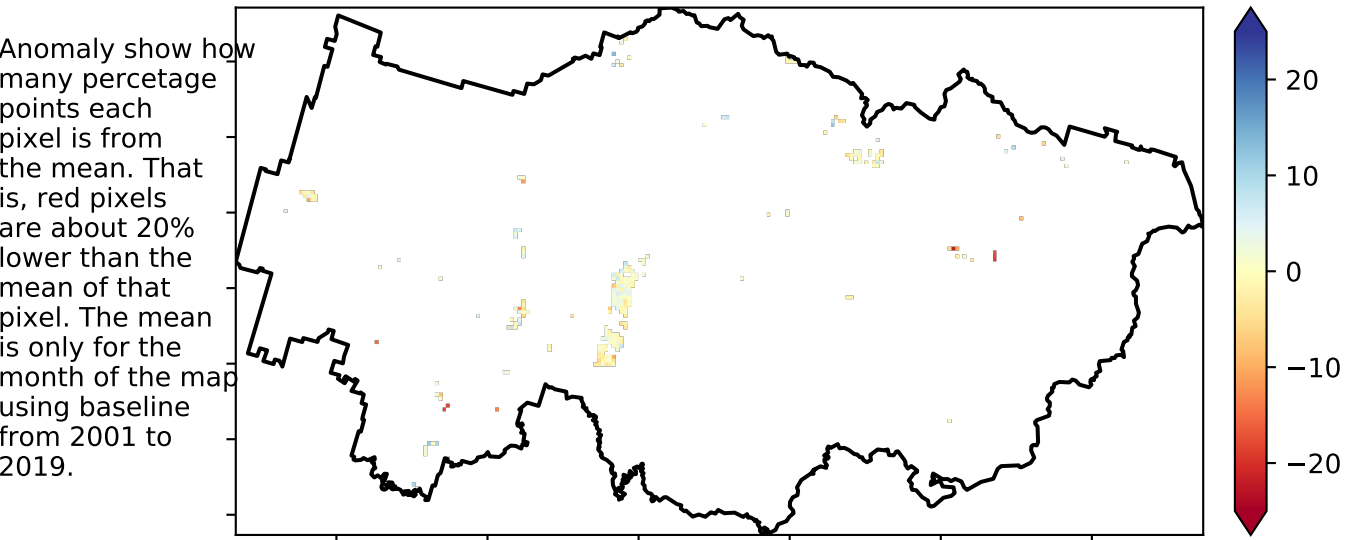 Anomaly show how
many percetage
points each
pixel is from
the mean. That
is, red pixels
are about 20%
lower than the
mean of that
pixel. The mean
is only for the
month of the map
using baseline
from 2001 to
2019.
20
10
0
−10
−20